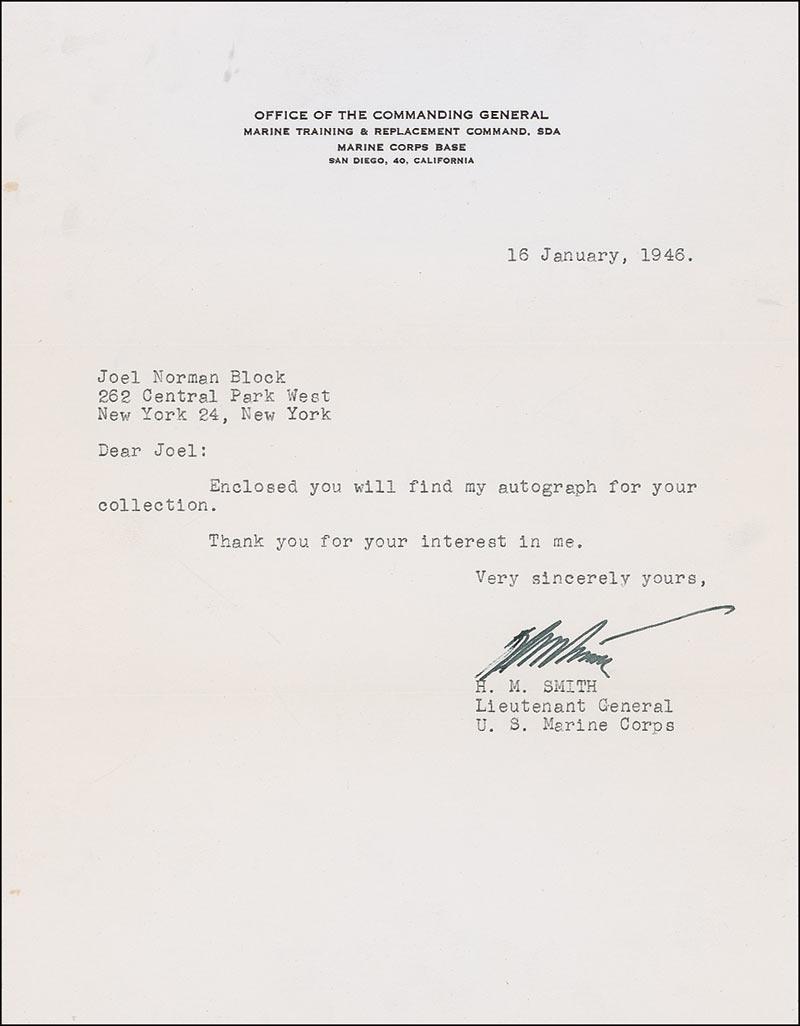 OFFICE OF THE COMMANDING GENERAL
MARINE TRAINING & REPLACEMENT COMMAND, SDA
MARINE CORPS BASE
SAN DIEGO, 40, CALIFORNIA
16 January, 1946.
Joel Norman Block
262 Central Park West
New York 24, New York
Dear Joel:
Enclosed you will find my autograph for your
collection.
Thank you for your interest in me.
Very sincerely yours,
H M Smith
H. M. SMITH
Lieutenant General
U. S. Marine Corps